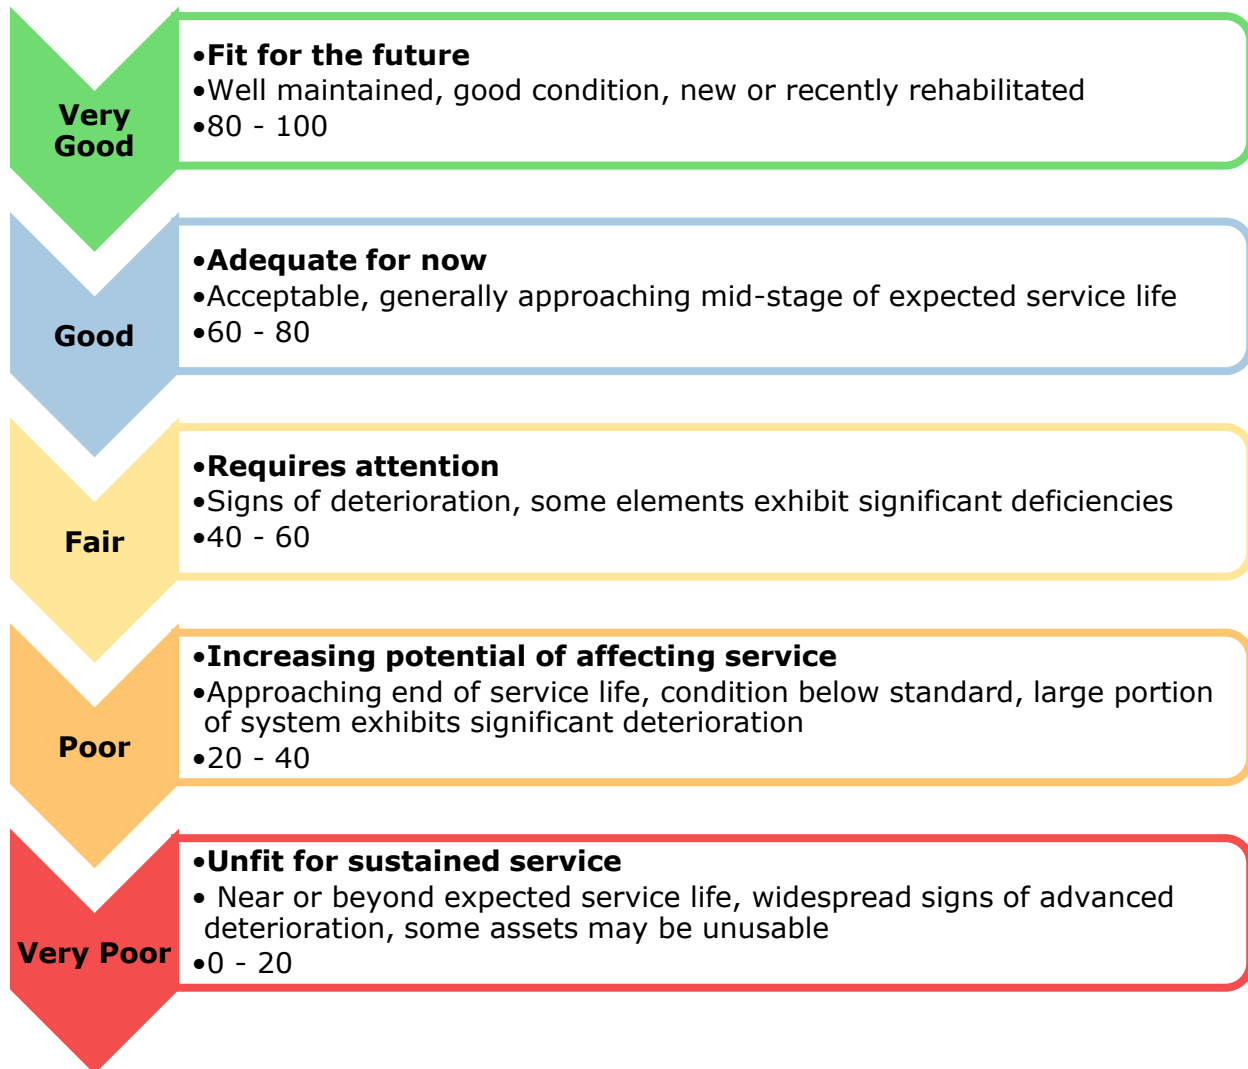 Very
Good
•Fit for the future
•Well maintained, good condition, new or recently rehabilitated
•80 - 100
Good
•Adequate for now
•Acceptable, generally approaching mid-stage of expected service life
•60 - 80
Fair
•Requires attention
•Signs of deterioration, some elements exhibit significant deficiencies
•40 - 60
Poor
•Increasing potential of affecting service
•Approaching end of service life, condition below standard, large portion
of system exhibits significant deterioration
•20 - 40
Very Poor
•Unfit for sustained service
• Near or beyond expected service life, widespread signs of advanced
deterioration, some assets may be unusable
•0 - 20